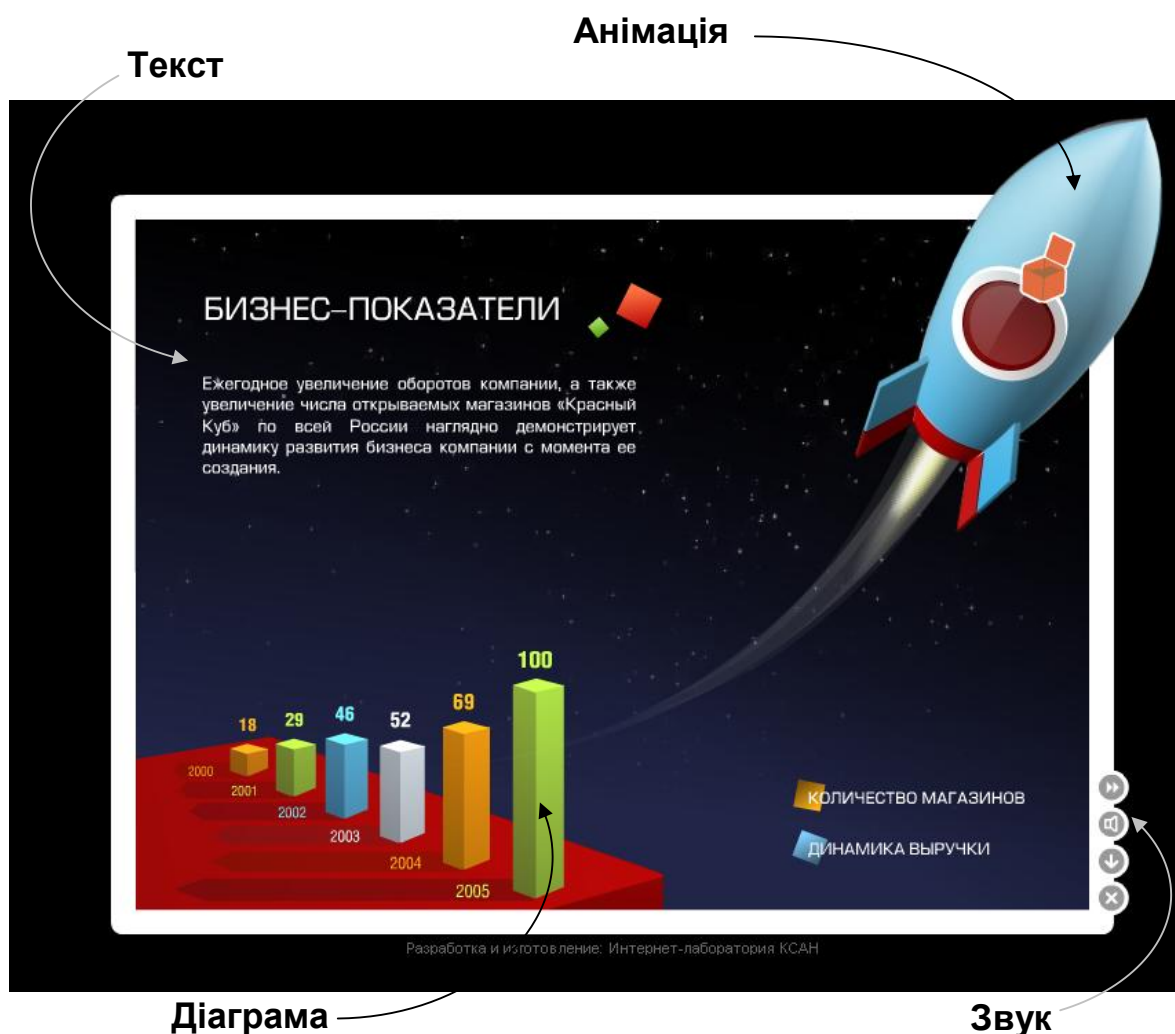 Анімація
Текст
БИЗНЕС–ПОКАЗАТЕЛИ
Ежегодное увеличение оборотов компании, а также
увеличение числа открываемых магазинов «Красный
Куб» по всей России наглядно демонстрирует
динамику развития бизнеса компании с момента ее
создания.
100
69
52
46
29
18
2000
2001
2002
2003
2004
2005
КОЛИЧЕСТВО МАГАЗИНОВ
ДИНАМИКА ВЫРУЧКИ
Разработка и изготовление: Интернет-лаборатория КСАН
Діаграма
Звук